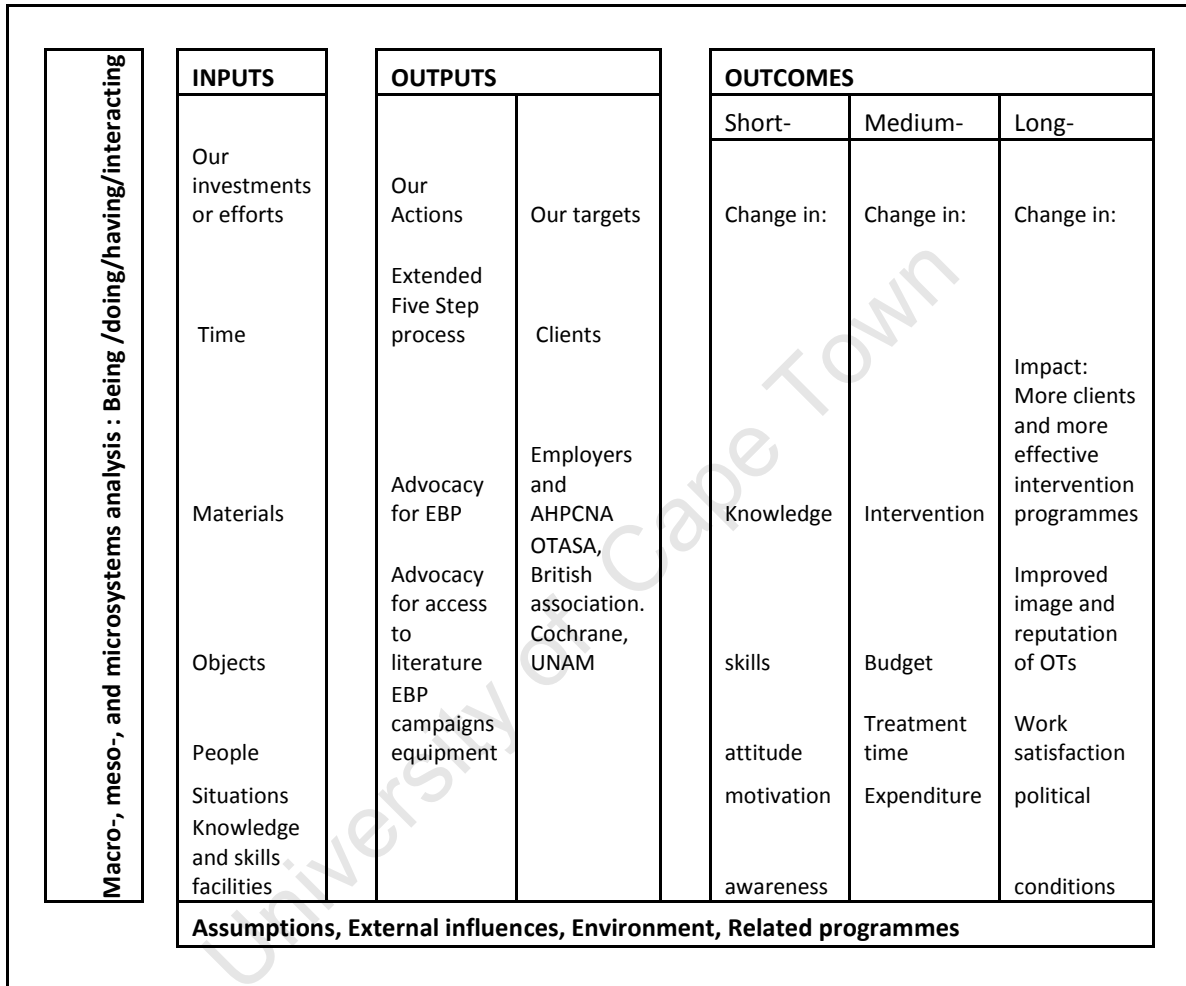 Macro-, meso-, and microsystems analysis : Being /doing/having/interacting
INPUTS
Our
investments
or efforts
Time
Materials
Objects
People
Situations
Knowledge
and skills
facilities
OUTPUTS
Our
Actions
Extended
Five Step
process
Advocacy
for EBP
Advocacy
for access
to
literature
EBP
campaigns
equipment
Our targets
Clients
Employers
and
AHPCNA
OTASA,
British
association.
Cochrane,
UNAM
OUTCOMES
Short-
Change in:
Knowledge
skills
attitude
motivation
awareness
Medium-
Change in:
Intervention
Budget
Treatment
time
Expenditure
Long-
Change in:
Impact:
More clients
and more
effective
intervention
programmes
Improved
image and
reputation
of OTs
Work
satisfaction
political
conditions
Assumptions, External influences, Environment, Related programmes
University of Cape Town